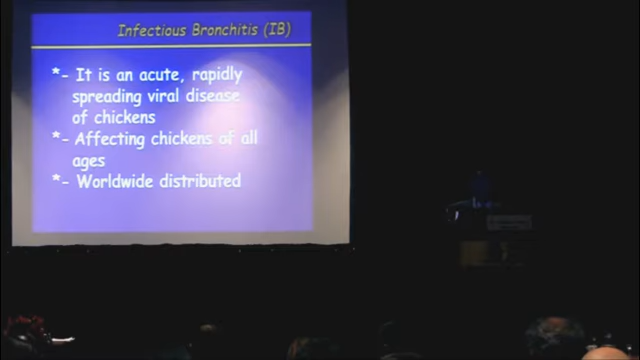 Infectious Bronchitis (IB)
*- It is an acute, rapidly
spreading viral disease
of chickens
*- Affecting chickens of all
ages
*- Worldwide distributed